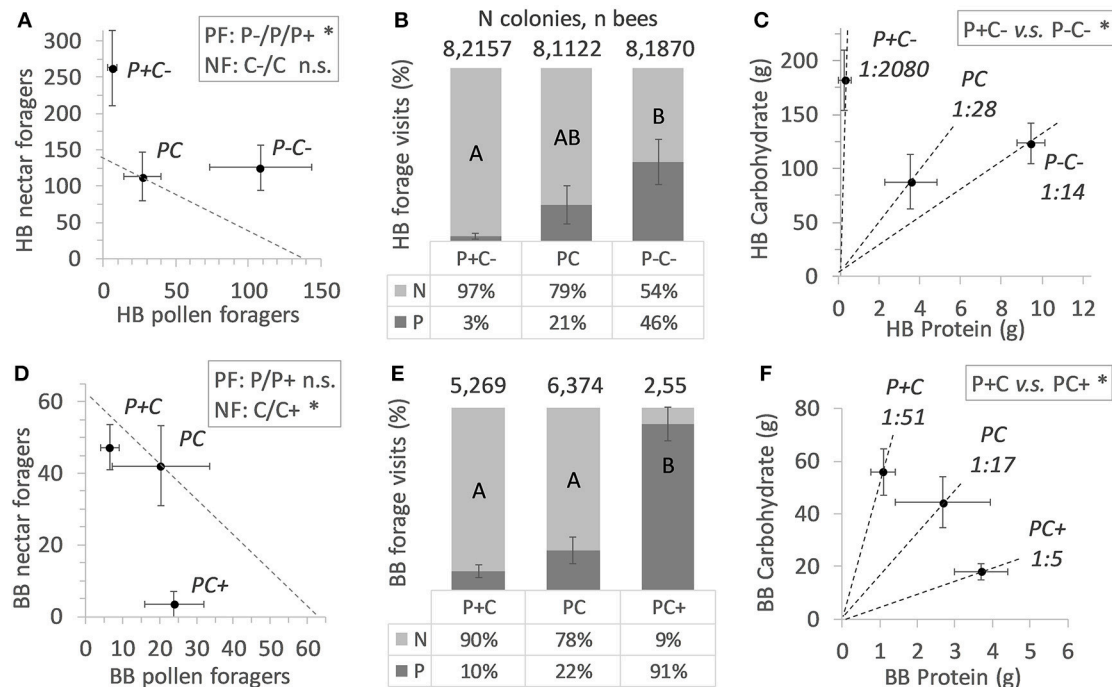 A
HB nectar foragers
300
250
200
150
100
50
0
PF: P-/P/P+ *
NF: C-/C n.s.
P+C-
PC
P-C-
0 50 100 150
HB pollen foragers
B
N colonies, n bees
8,2157 8,1122 8,1870
HB forage visits (%)
A AB B
P+C- PC P-C-
N 97% 79% 54%
P 3% 21% 46%
C
P+C- v.s. P-C- *
HB Carbohydrate (g)
250
200
150
100
50
0
P+C-
1:2080
PC
1:28
P-C-
1:14
0 2 4 6 8 10 12
HB Protein (g)
D
BB nectar foragers
60
40
20
0
PF: P/P+ n.s.
NF: C/C+ *
P+C
PC
PC+
0 10 20 30 40 50 60
BB pollen foragers
E
5,269 6,374 2,55
BB forage visits (%)
A A B
P+C PC PC+
N 90% 78% 9%
P 10% 22% 91%
F
P+C v.s. PC+ *
BB Carbohydrate (g)
80
60
40
20
0
P+C
1:51
PC
1:17
PC+
1:5
0 1 2 3 4 5 6
BB Protein (g)